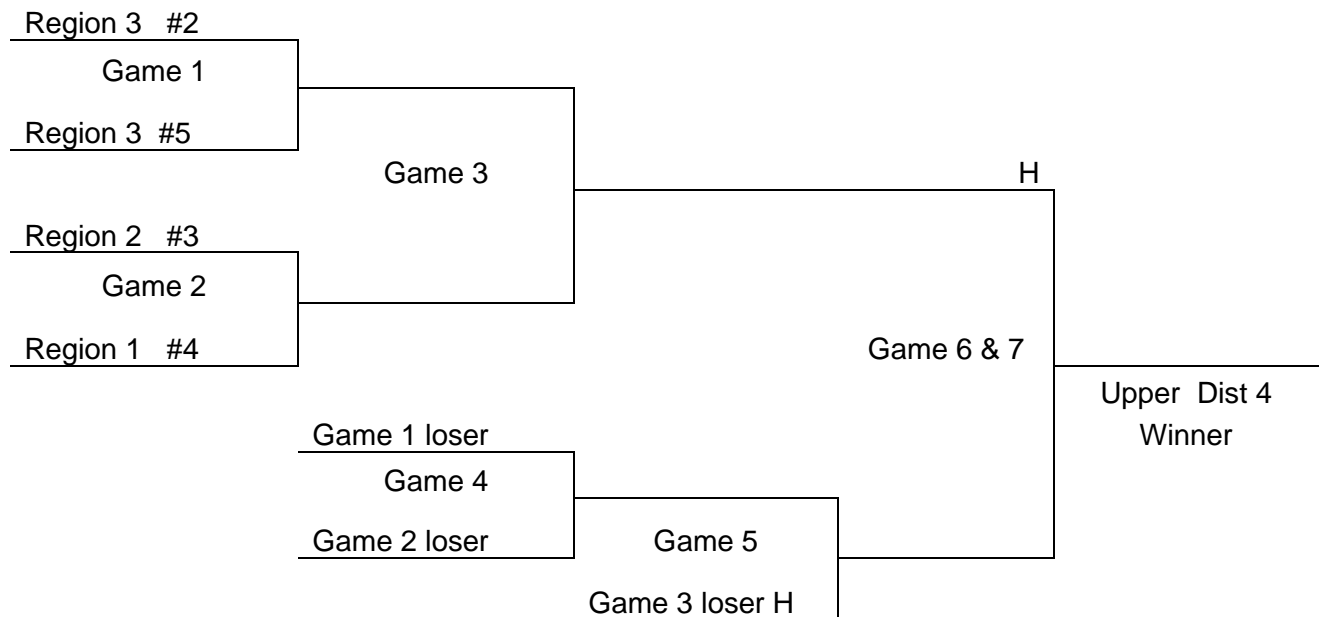 Region 3 #2
Game 1
Region 3 #5
Game 3
H
Region 2 #3
Game 2
Region 1 #4
Game 6 & 7
Upper Dist 4
Winner
Game 1 loser
Game 4
Game 2 loser
Game 5
Game 3 loser H